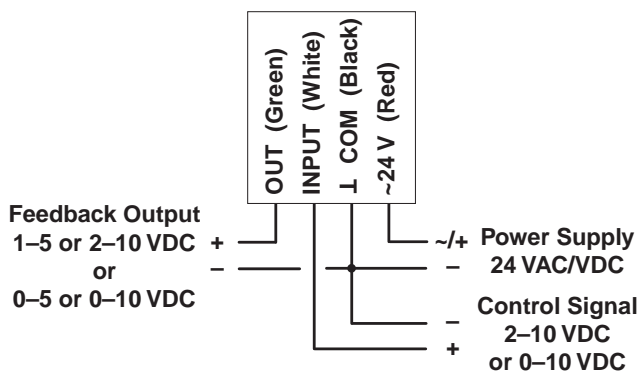 OUT (Green)
INPUT (White)
⊥ COM (Black)
~24 V (Red)
Feedback Output
1–5 or 2–10 VDC +
or –
0–5 or 0–10 VDC
~/+ Power Supply
– 24 VAC/VDC
Control Signal
– 2–10 VDC
+ or 0–10 VDC